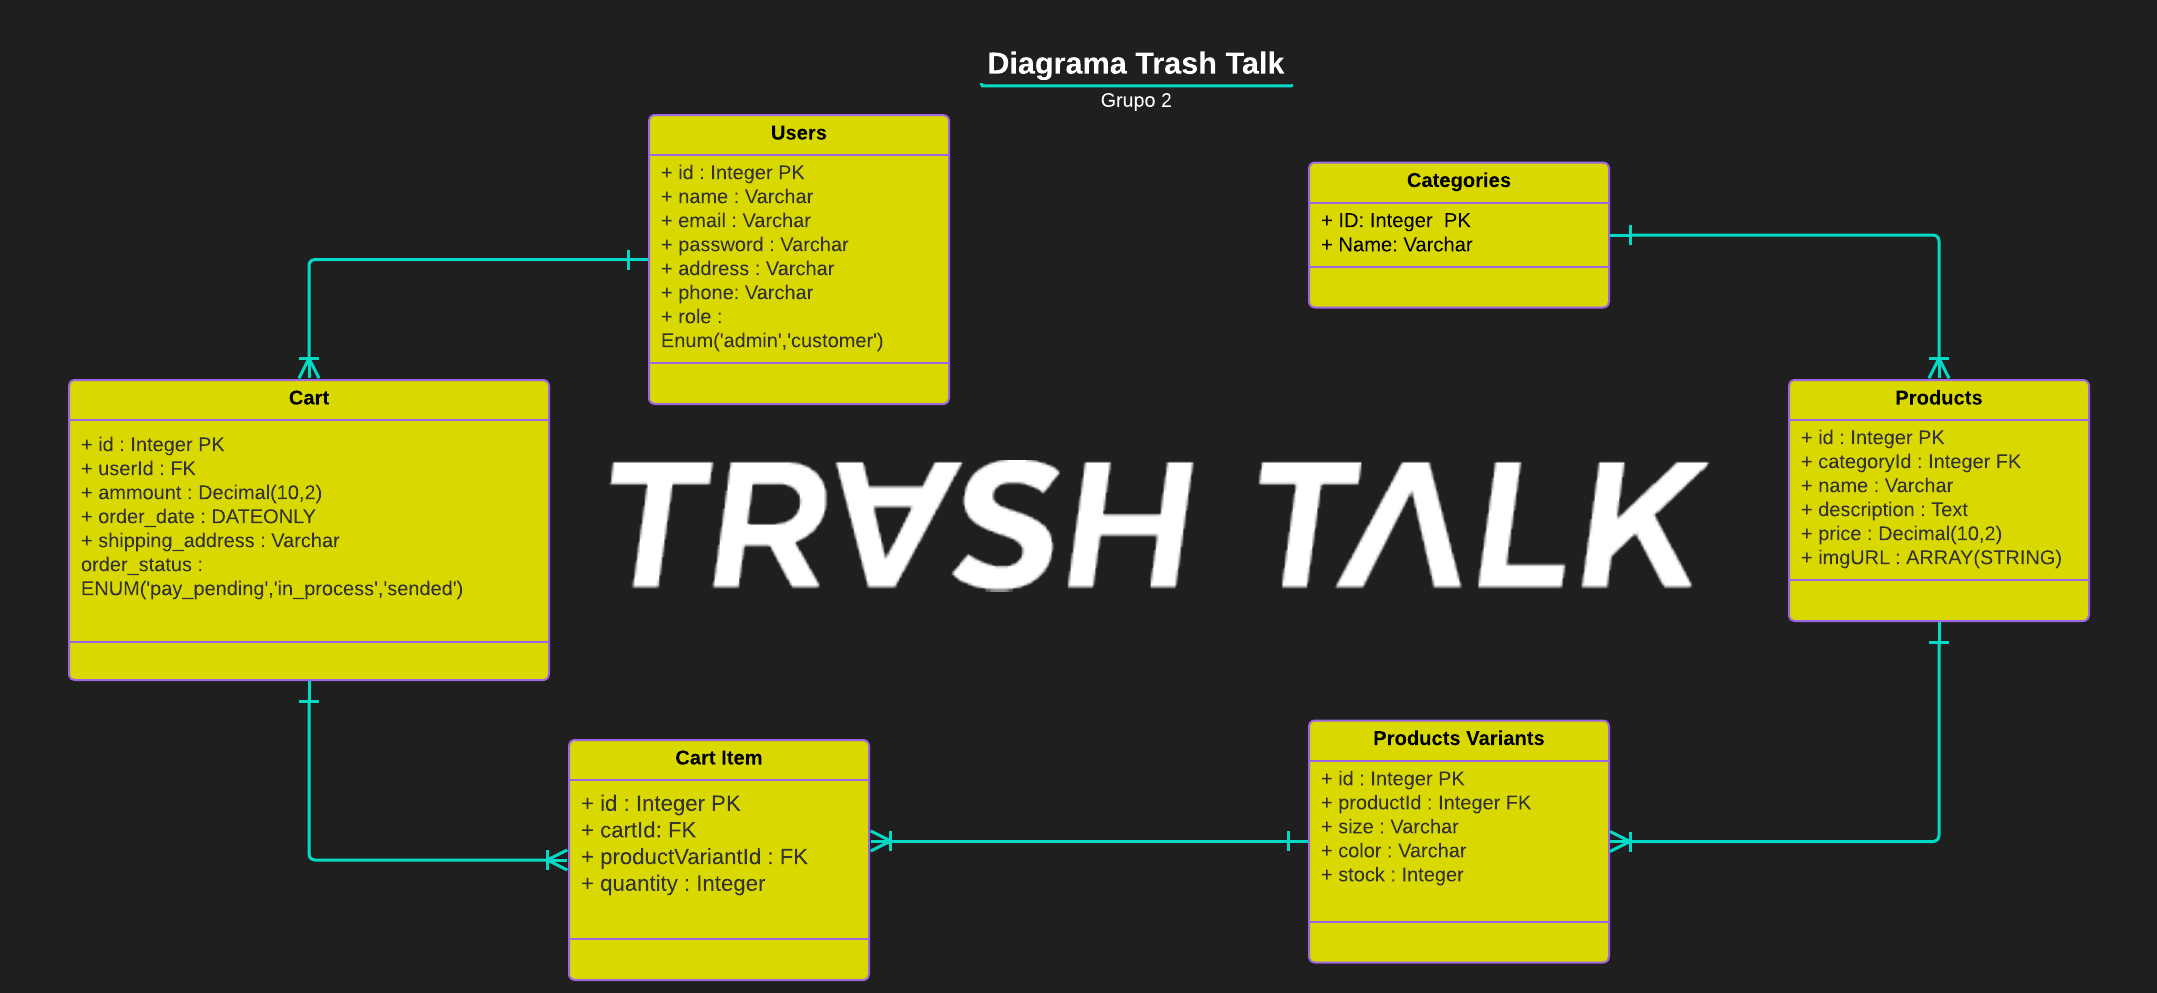 Diagrama Trash Talk
Grupo 2
Users
+ id : Integer PK
+ name : Varchar
+ email : Varchar
+ password : Varchar
+ address : Varchar
+ phone: Varchar
+ role :
Enum('admin','customer')
Categories
+ ID: Integer  PK
+ Name: Varchar
Cart
+ id : Integer PK
+ userId : FK
+ ammount : Decimal(10,2)
+ order_date : DATEONLY
+ shipping_address : Varchar
order_status :
ENUM('pay_pending','in_process','sended')
TRASH TALK
Products
+ id : Integer PK
+ categoryId : Integer FK
+ name : Varchar
+ description : Text
+ price : Decimal(10,2)
+ imgURL : ARRAY(STRING)
Cart Item
+ id : Integer PK
+ cartId: FK
+ productVariantId : FK
+ quantity : Integer
Products Variants
+ id : Integer PK
+ productId : Integer FK
+ size : Varchar
+ color : Varchar
+ stock : Integer